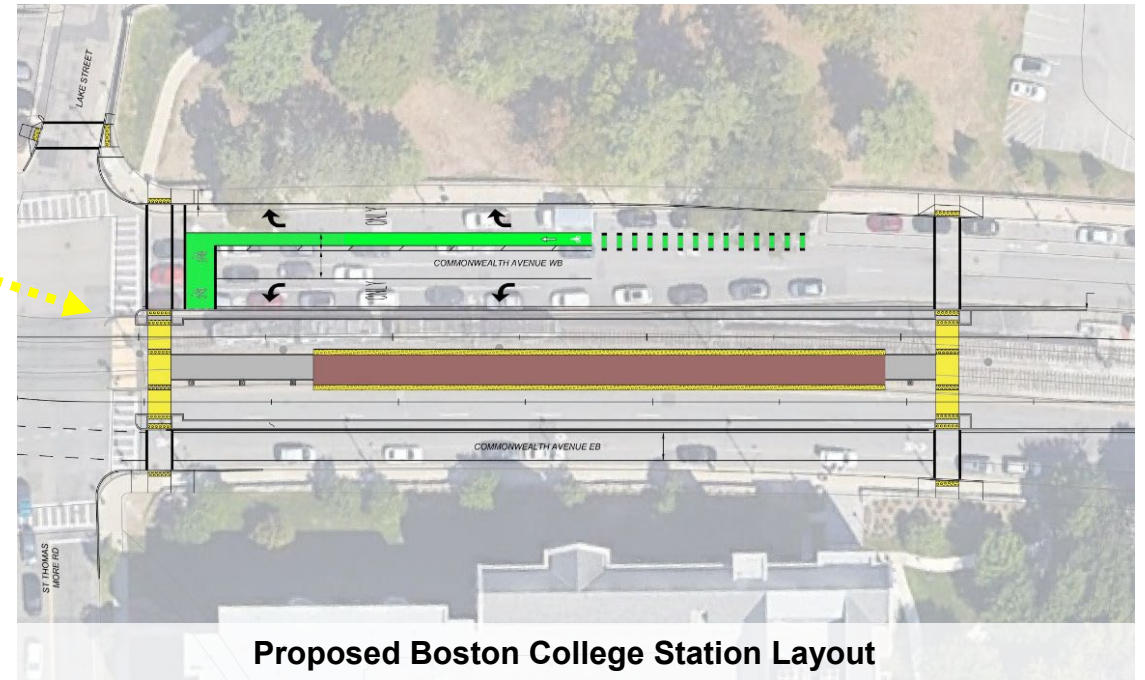 LAKE STREET
ONLY
COMMONWEALTH AVENUE WB
ONLY
COMMONWEALTH AVENUE EB
ST THOMAS
MORE RD
Proposed Boston College Station Layout